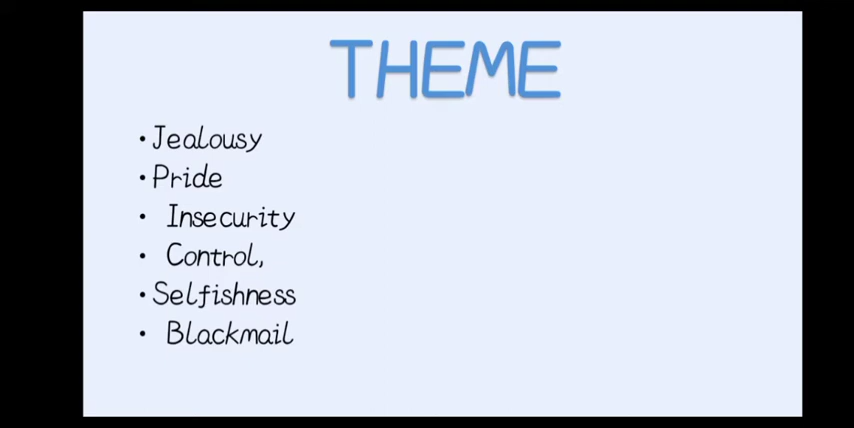 THEME
• Jealousy
• Pride
• Insecurity
• Control,
• Selfishness
• Blackmail